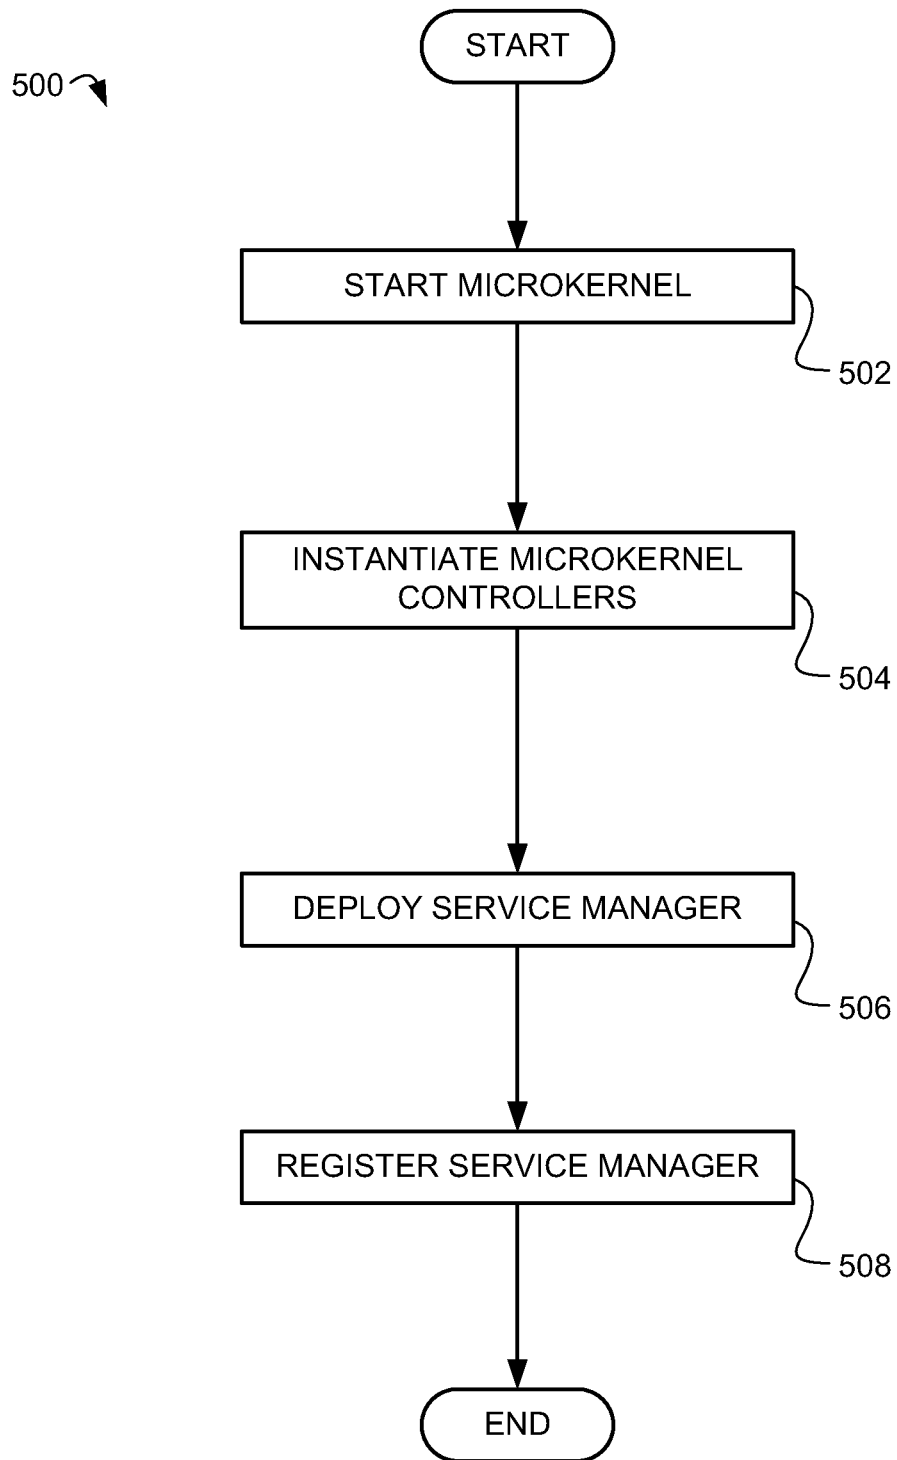 START
500
START MICROKERNEL
502
INSTANTIATE MICROKERNEL
CONTROLLERS
504
DEPLOY SERVICE MANAGER
506
REGISTER SERVICE MANAGER
508
END